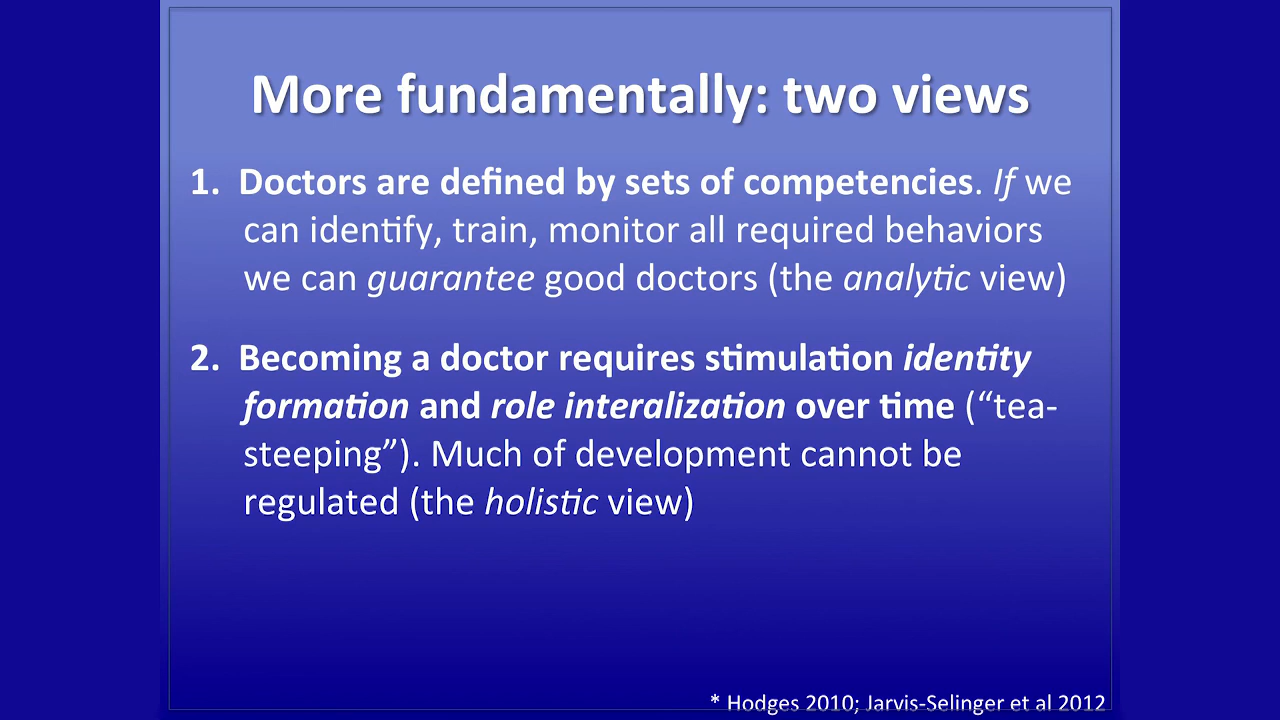 More fundamentally: two views
1. Doctors are defined by sets of competencies. If we
can identify, train, monitor all required behaviors
we can guarantee good doctors (the analytic view)
2. Becoming a doctor requires stimulation identity
formation and role interalization over time (“tea-
steeping”). Much of development cannot be
regulated (the holistic view)
* Hodges 2010; Jarvis-Selinger et al 2012